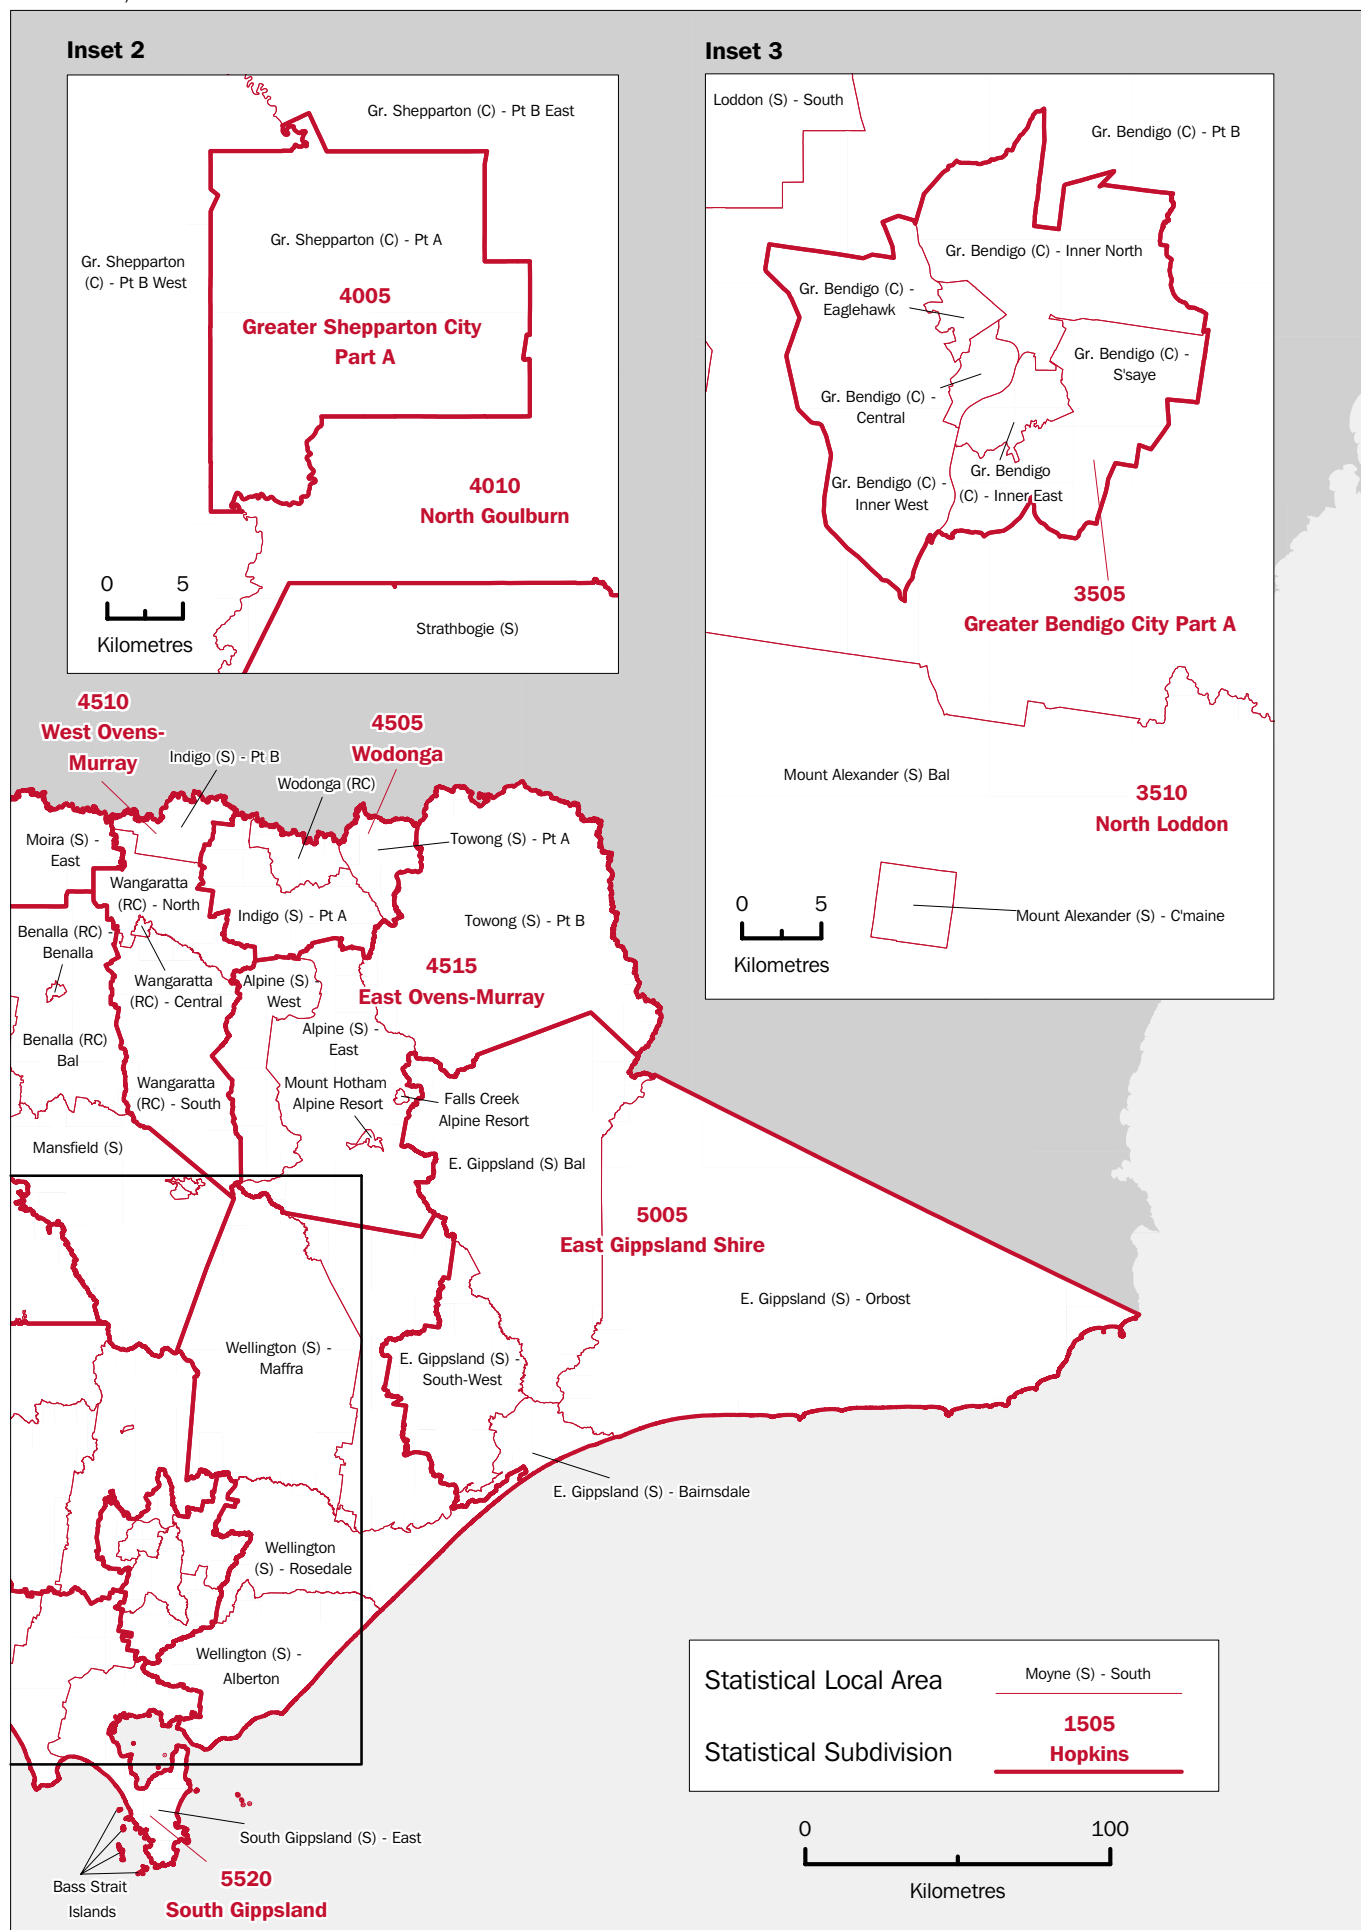 Inset 2
Gr. Shepparton (C) - Pt B East
Gr. Shepparton (C) - Pt A
Gr. Shepparton
(C) - Pt B West
4005
Greater Shepparton City
Part A
4010
North Goulburn
0 5
Kilometres
Strathbogie (S)
Inset 3
Loddon (S) - South
Gr. Bendigo (C) - Pt B
Gr. Bendigo (C) - Inner North
Gr. Bendigo (C) -
Eaglehawk
Gr. Bendigo (C) -
S'saye
Gr. Bendigo (C) -
Central
Gr. Bendigo (C) -
Inner West
Gr. Bendigo
(C) - Inner East
3505
Greater Bendigo City Part A
Mount Alexander (S) Bal
3510
North Loddon
0 5
Kilometres
Mount Alexander (S) - C'maine
4510
West Ovens-
Murray
Indigo (S) - Pt B
4505
Wodonga
Wodonga (RC)
Moira (S) -
East
Towong (S) - Pt A
Wangaratta
(RC) - North
Indigo (S) - Pt A
Towong (S) - Pt B
Benalla (RC) -
Benalla
4515
East Ovens-Murray
Wangaratta
(RC) - Central
Alpine (S)
West
Alpine (S) -
East
Benalla (RC)
Bal
Wangaratta
(RC) - South
Mount Hotham
Alpine Resort
Falls Creek
Alpine Resort
Mansfield (S)
E. Gippsland (S) Bal
5005
East Gippsland Shire
E. Gippsland (S) - Orbost
Wellington (S) -
Maffra
E. Gippsland (S) -
South-West
E. Gippsland (S) - Bairnsdale
Wellington
(S) - Rosedale
Wellington (S) -
Alberton
South Gippsland (S) - East
Bass Strait
Islands
5520
South Gippsland
Statistical Local Area
Moyne (S) - South
Statistical Subdivision
1505
Hopkins
0 100
Kilometres